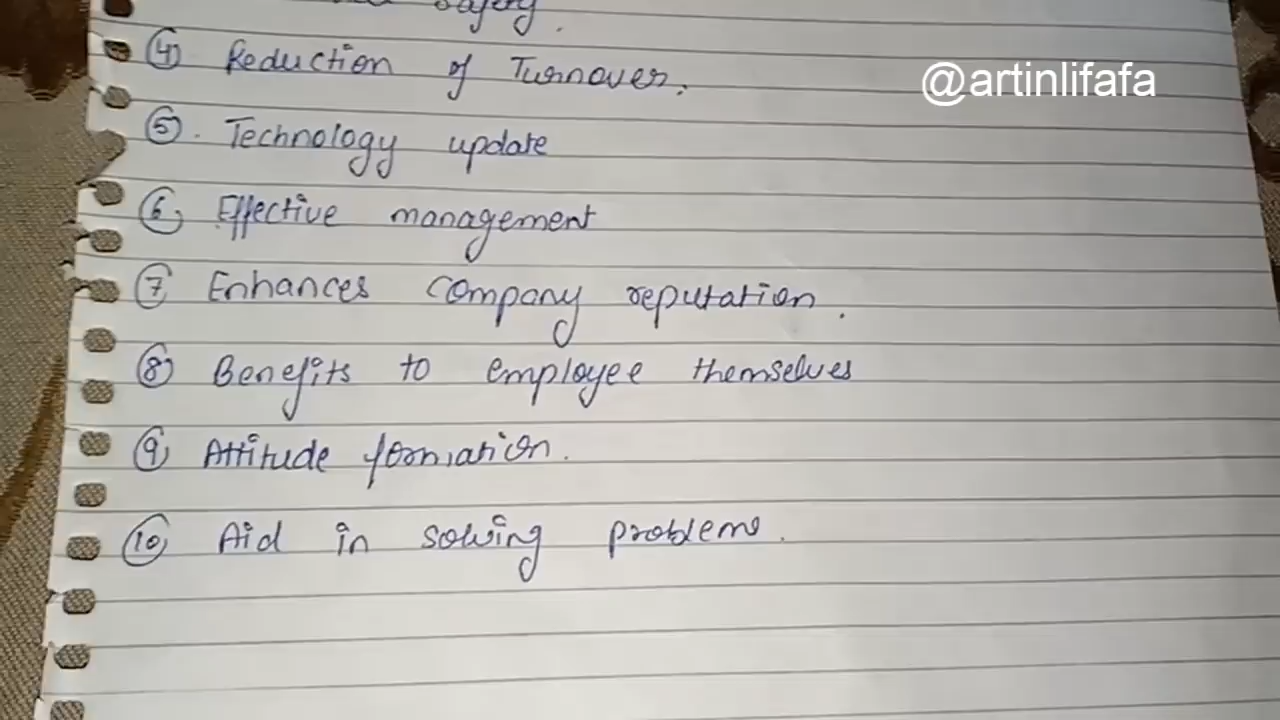 safety.
④ Reduction of Turnover.
@artinlifafa
⑤. Technology update
⑥ Effective management
⑦ Enhances company reputation.
⑧ Benefits to employee themselves
⑨ Attitude formation.
⑩ Aid in solving problems.